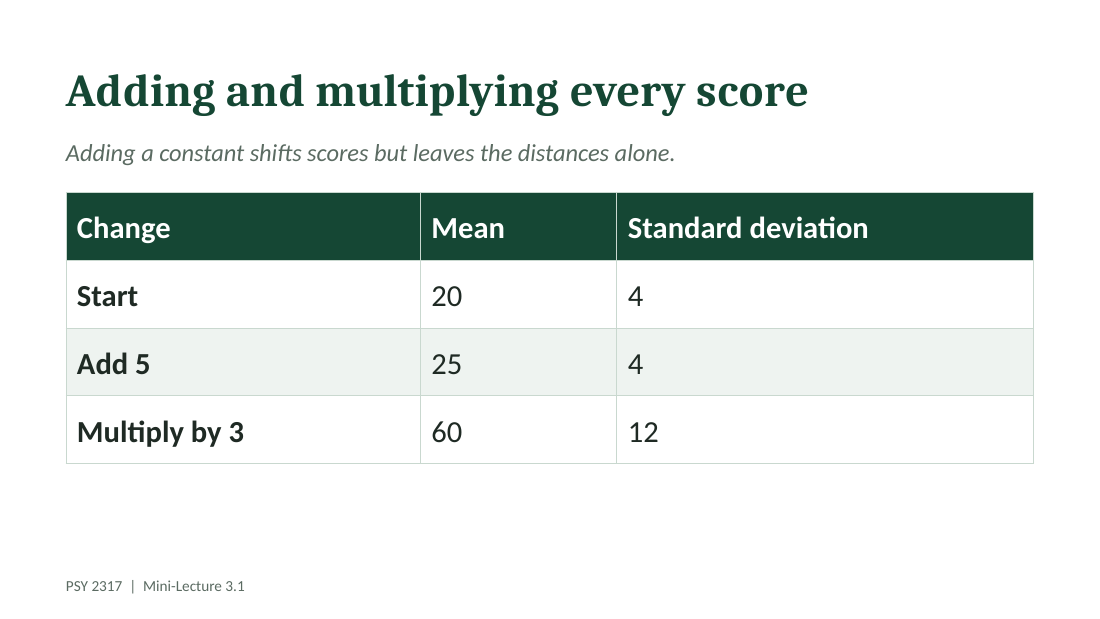 Adding and multiplying every score
Adding a constant shifts scores but leaves the distances alone.
Change Mean Standard deviation
Start 20 4
Add 5 25 4
Multiply by 3 60 12
PSY 2317 | Mini-Lecture 3.1